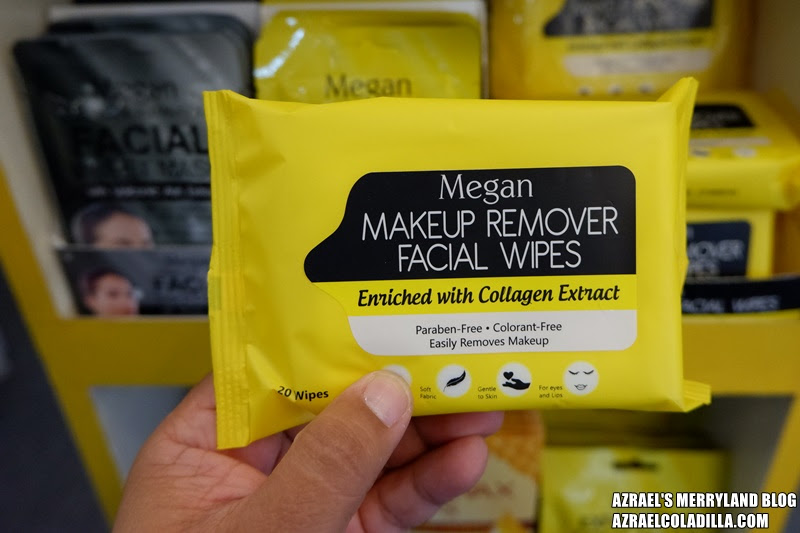 Megan
FACIAL
Megan
MAKEUP REMOVER
FACIAL WIPES
Enriched with Collagen Extract
Paraben-Free • Colorant-Free
Easily Removes Makeup
20 Wipes
Soft
Fabric
Gentle
to Skin
For eyes
and Lips
FACIAL WIPES
AZRAEL'S MERRYLAND BLOG
AZRAELCOLADILLA.COM